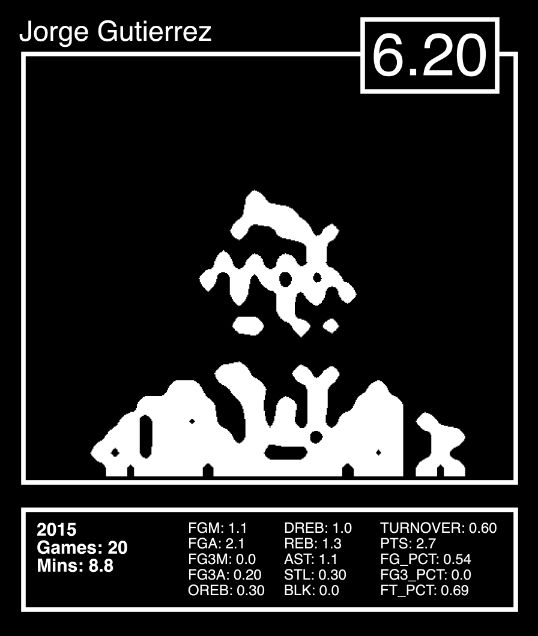 Jorge Gutierrez
6.20
2015
Games: 20
Mins: 8.8
FGM: 1.1
FGA: 2.1
FG3M: 0.0
FG3A: 0.20
OREB: 0.30
DREB: 1.0
REB: 1.3
AST: 1.1
STL: 0.30
BLK: 0.0
TURNOVER: 0.60
PTS: 2.7
FG_PCT: 0.54
FG3_PCT: 0.0
FT_PCT: 0.69